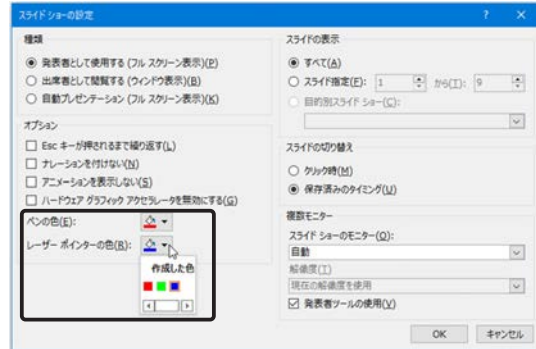 スライド ショーの設定
種類
発表者として使用する (フル スクリーン表示)(P)
出席者として閲覧する (ウィンドウ表示)(B)
自動プレゼンテーション (フル スクリーン表示)(K)
オプション
Esc キーが押されるまで繰り返す(L)
ナレーションを付けない(N)
アニメーションを表示しない(S)
ハードウェア グラフィック アクセラレータを無効にする(G)
ペンの色(E):
レーザー ポインターの色(R):
作成した色
スライドの表示
すべて(A)
スライド指定(F): 1 から(T): 9
目的別スライド ショー(C):
スライドの切り替え
クリック時(M)
保存済みのタイミング(U)
複数モニター
スライド ショーのモニター(O):
自動
解像度(T)
現在の解像度を使用
発表者ツールの使用(V)
OK キャンセル